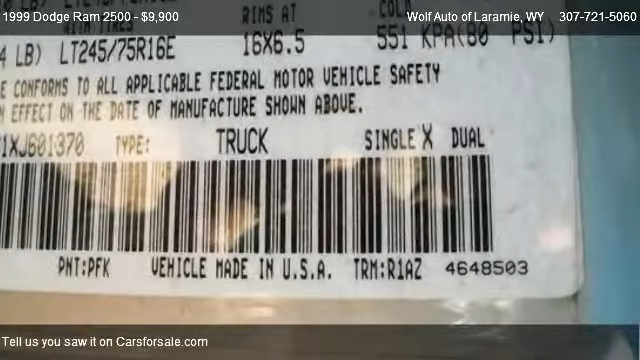 1999 Dodge Ram 2500 - $9,900
Wolf Auto of Laramie, WY 307-721-5060
RIMS AT
COLD
4 LB) LT245/75R16E 16X6.5 551 KPA(80 PSI)
E CONFORMS TO ALL APPLICABLE FEDERAL MOTOR VEHICLE SAFETY
N EFFECT ON THE DATE OF MANUFACTURE SHOWN ABOVE.
1XJ601370 TYPE: TRUCK SINGLE X DUAL
PNT:PFK VEHICLE MADE IN U.S.A. TRM:R1AZ 4648503
Tell us you saw it on Carsforsale.com